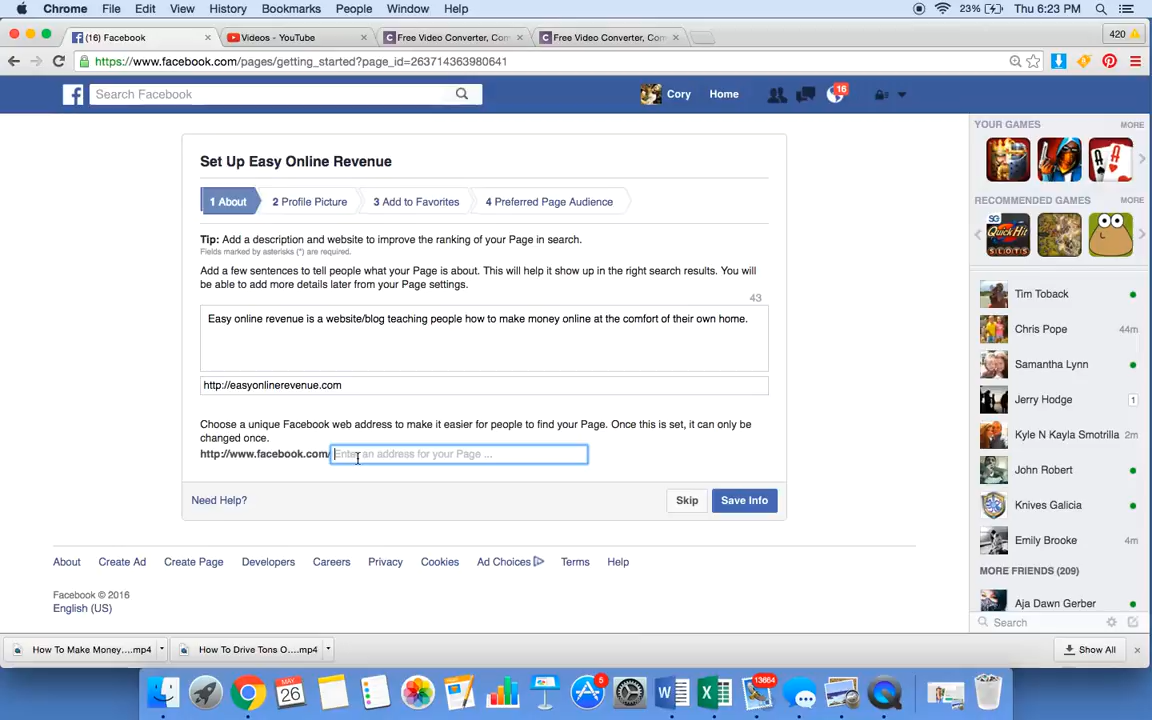 Chrome File Edit View History Bookmarks People Window Help 23% Thu 6:23 PM
(16) Facebook Videos - YouTube Free Video Converter, Con Free Video Converter, Con 420
https://www.facebook.com/pages/getting_started?page_id=263714363980641
f Search Facebook Cory Home 16
YOUR GAMES MORE
Set Up Easy Online Revenue
1 About 2 Profile Picture 3 Add to Favorites 4 Preferred Page Audience
RECOMMENDED GAMES MORE
SG
QuickHit
SLOTS
Tip: Add a description and website to improve the ranking of your Page in search.
Fields marked by asterisks (*) are required.
Add a few sentences to tell people what your Page is about. This will help it show up in the right search results. You will
be able to add more details later from your Page settings.
43
Easy online revenue is a website/blog teaching people how to make money online at the comfort of their own home.
http://easyonlinerevenue.com
Choose a unique Facebook web address to make it easier for people to find your Page. Once this is set, it can only be
changed once.
http://www.facebook.com/ Enter an address for your Page ...
Need Help? Skip Save Info
Tim Toback
Chris Pope 44m
Samantha Lynn
Jerry Hodge 1
Kyle N Kayla Smotrilla 2m
John Robert
Knives Galicia
Emily Brooke 4m
MORE FRIENDS (209)
Aja Dawn Gerber
Search
About Create Ad Create Page Developers Careers Privacy Cookies Ad Choices Terms Help
Facebook © 2016
English (US)
How To Make Money....mp4 How To Drive Tons O....mp4 Show All
MAY
26
5
13664